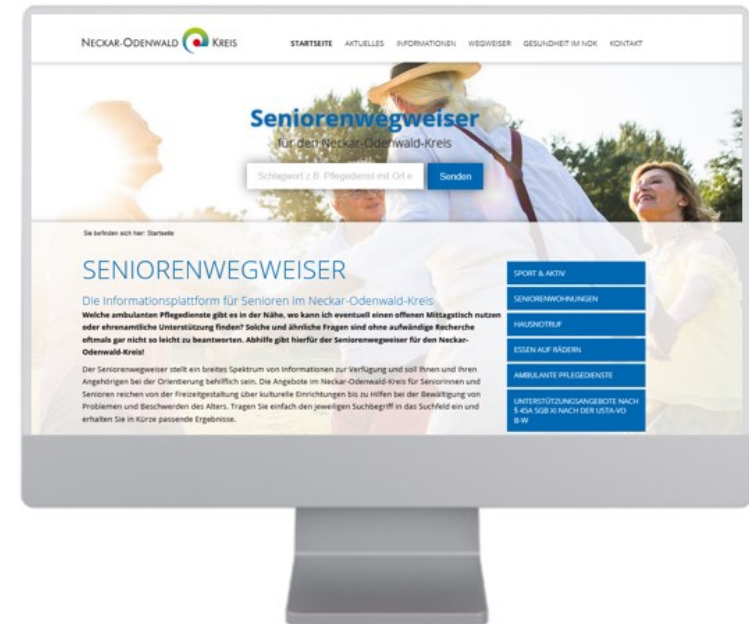 NECKAR-ODENWALD KREIS
STARTSEITE AKTUELLES INFORMATIONEN WEGWEISER GESUNDHEIT IM NOK KONTAKT
Seniorenwegweiser
für den Neckar-Odenwald-Kreis
Schlagwort z.B. Pflegedienst mit Ort e
Senden
Sie befinden sich hier: Startseite
SENIORENWEGWEISER
Die Informationsplattform für Senioren im Neckar-Odenwald-Kreis
Welche ambulanten Pflegedienste gibt es in der Nähe, wo kann ich eventuell einen offenen Mittagstisch nutzen
oder ehrenamtliche Unterstützung finden? Solche und ähnliche Fragen sind ohne aufwändige Recherche
oftmals gar nicht so leicht zu beantworten. Abhilfe gibt hierfür der Seniorenwegweiser für den Neckar-
Odenwald-Kreis!
Der Seniorenwegweiser stellt ein breites Spektrum von Informationen zur Verfügung und soll Ihnen und Ihren
Angehörigen bei der Orientierung behilflich sein. Die Angebote im Neckar-Odenwald-Kreis für Seniorinnen und
Senioren reichen von der Freizeitgestaltung über kulturelle Einrichtungen bis zu Hilfen bei der Bewältigung von
Problemen und Beschwerden des Alters. Tragen Sie einfach den jeweiligen Suchbegriff in das Suchfeld ein und
erhalten Sie in Kürze passende Ergebnisse.
SPORT & AKTIV
SENIORENWOHNUNGEN
HAUSNOTRUF
ESSEN AUF RÄDERN
AMBULANTE PFLEGEDIENSTE
UNTERSTÜTZUNGSANGEBOTE NACH
§ 45A SGB XI NACH DER USTA-VO
B-W